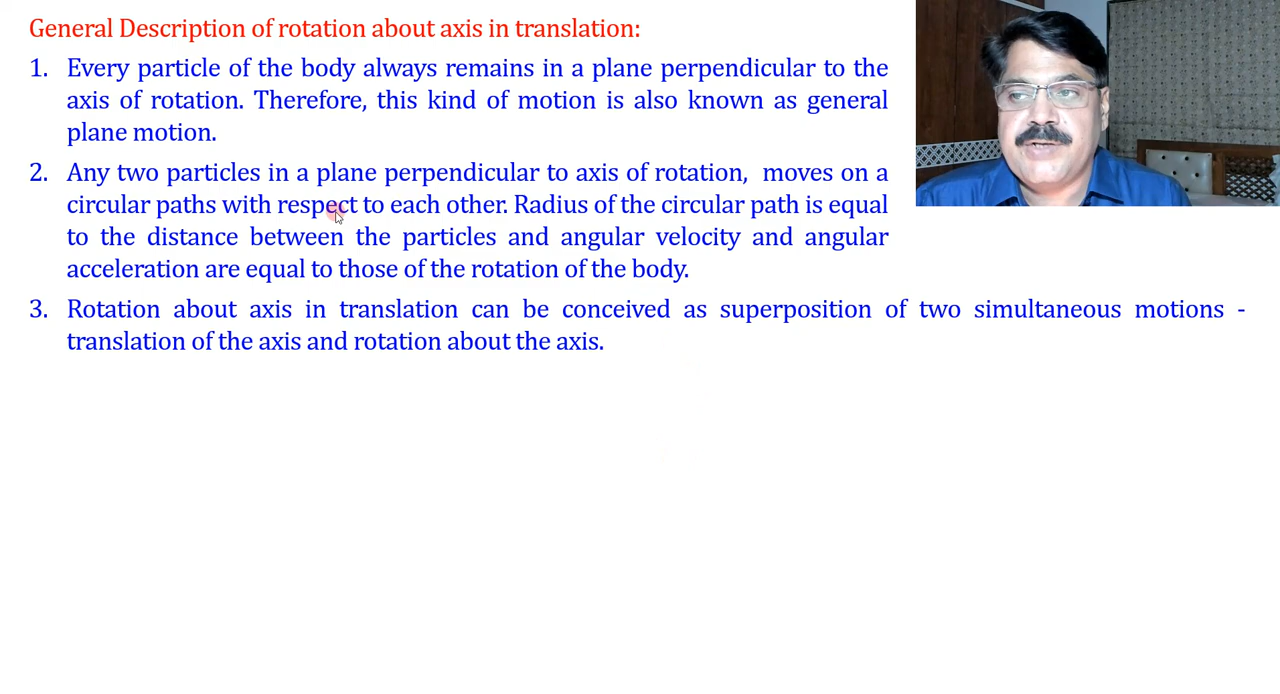 General Description of rotation about axis in translation:
1. Every particle of the body always remains in a plane perpendicular to the
axis of rotation. Therefore, this kind of motion is also known as general
plane motion.
2. Any two particles in a plane perpendicular to axis of rotation, moves on a
circular paths with respect to each other. Radius of the circular path is equal
to the distance between the particles and angular velocity and angular
acceleration are equal to those of the rotation of the body.
3. Rotation about axis in translation can be conceived as superposition of two simultaneous motions -
translation of the axis and rotation about the axis.